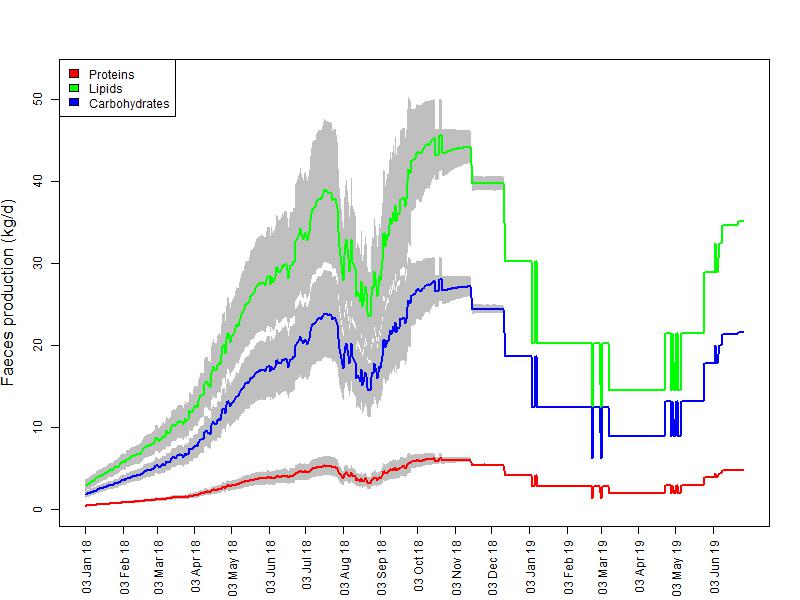 Proteins
Lipids
Carbohydrates
Faeces production (kg/d)
50
40
30
20
10
0
03 Jan 18
03 Feb 18
03 Mar 18
03 Apr 18
03 May 18
03 Jun 18
03 Jul 18
03 Aug 18
03 Sep 18
03 Oct 18
03 Nov 18
03 Dec 18
03 Jan 19
03 Feb 19
03 Mar 19
03 Apr 19
03 May 19
03 Jun 19